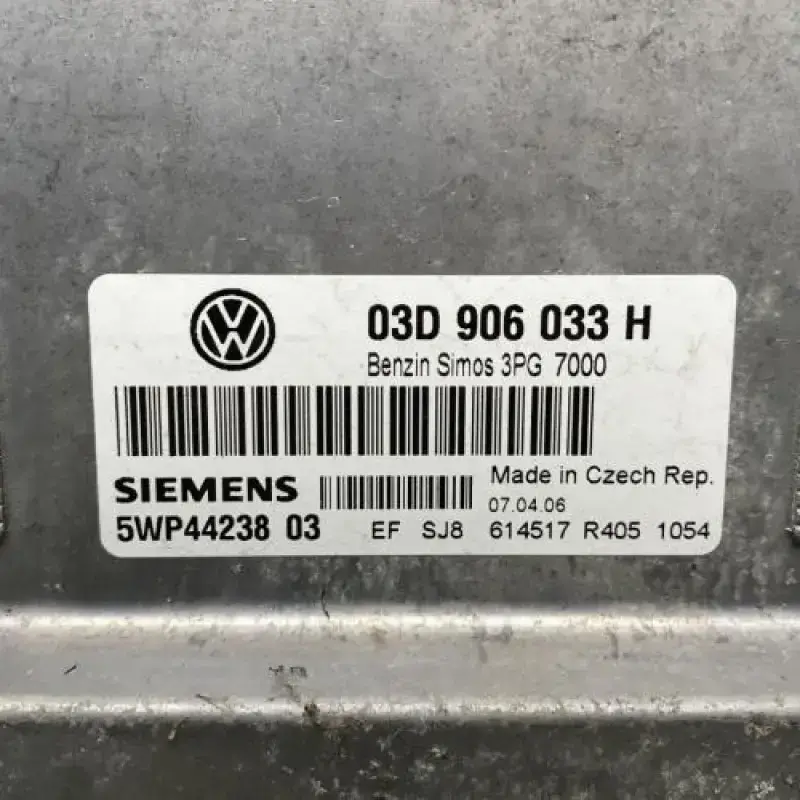 03D 906 033 H
Benzin Simos 3PG 7000
SIEMENS
Made in Czech Rep.
07.04.06
5WP44238 03
EF SJ8 614517 R405 1054